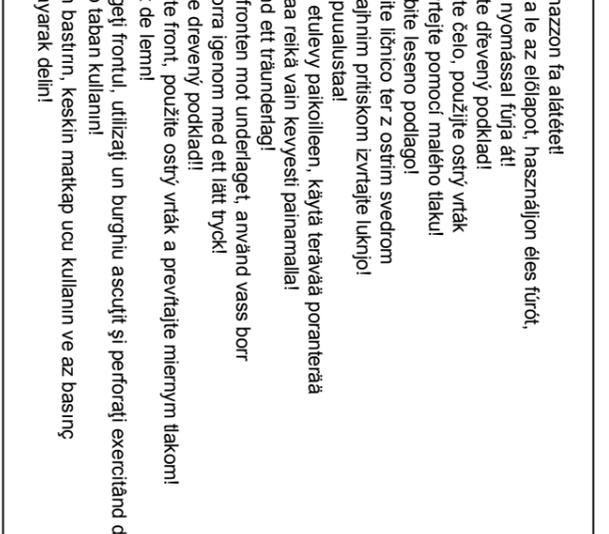 nazzon fa alátétet!
a le az előlapot, használjon éles fúrót,
nyomással fúrja át!
te dřevený podklad!
te čelo, použijte ostrý vrták
rtejte pomocí malého tlaku!
bite leseno podlago!
ite ličnico ter z ostrim svedrom
ajhnim pritiskom izvrtajte luknjo!
puualustaa!
etulevy paikoilleen, käytä terävää poranterää
aa reikä vain kevyesti painamalla!
d ett träunderlag!
fronten mot underlaget, använd vass borr
orra igenom med ett lätt tryck!
e drevený podklad!!
te front, použite ostrý vrták a prevŕtajte miernym tlakom!
de lemn!
geţi frontul, utilizaţi un burghiu ascuţit şi perforaţi exercitând d
taban kullanın!
n bastırın, keskin matkap ucu kullanın ve az basınç
yarak delin!